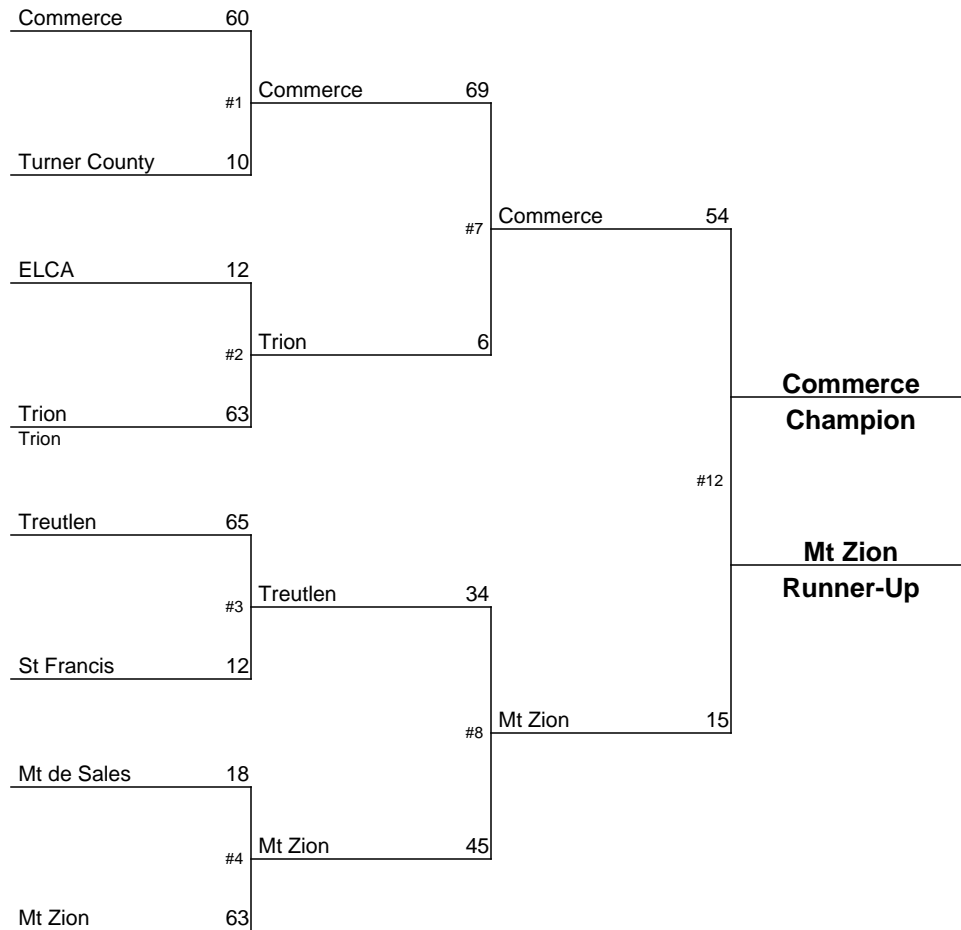 Commerce 60
#1 Commerce 69
Turner County 10
#7 Commerce 54
ELCA 12
#2 Trion 6
Commerce
Champion
Trion 63
Trion
#12
Treutlen 65
Mt Zion
Runner-Up
#3 Treutlen 34
St Francis 12
#8 Mt Zion 15
Mt de Sales 18
#4 Mt Zion 45
Mt Zion 63